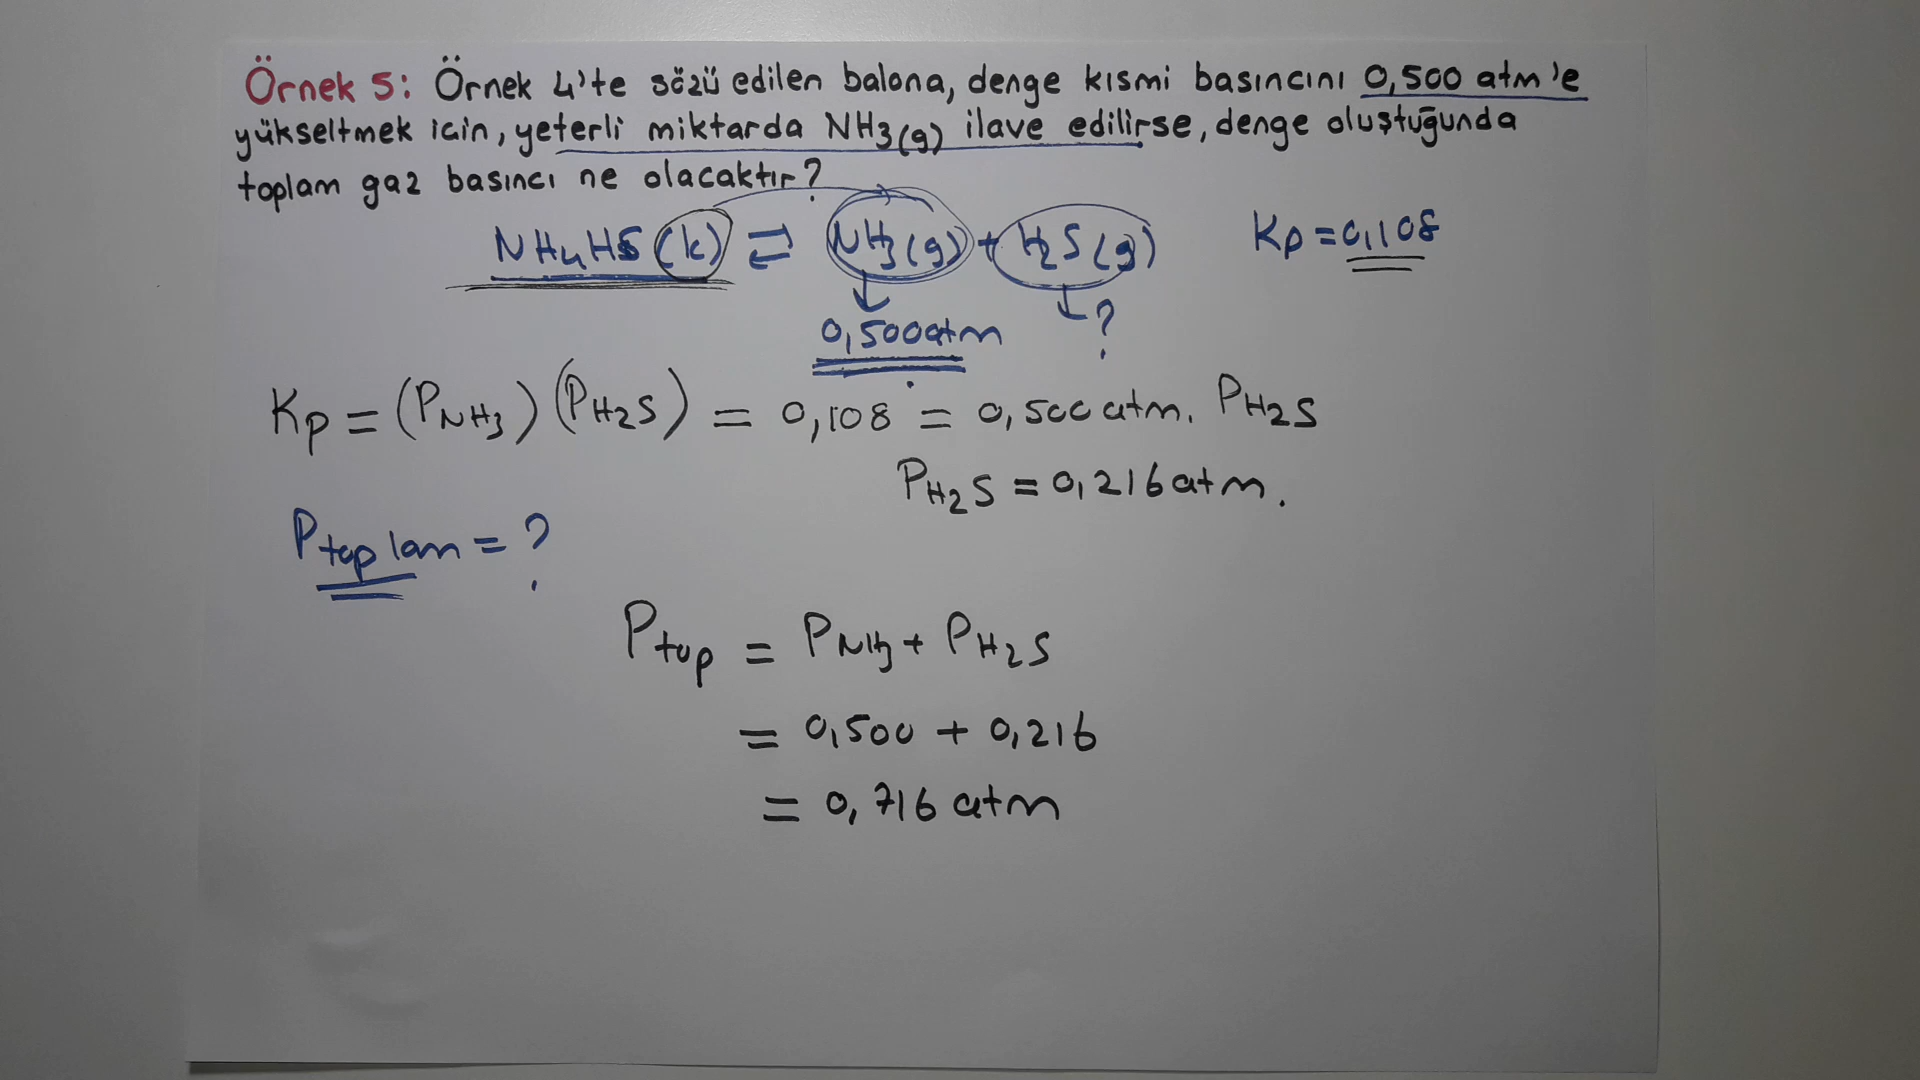 Örnek 5: Örnek 4'te sözü edilen balona, denge kısmi basıncını 0,500 atm'e
yükseltmek icin, yeterli miktarda NH3(g) ilave edilirse, denge oluştuğunda
toplam gaz basıncı ne olacaktır?
NH4HS (k) ⇌ NH3(g) + H2S(g) Kp = 0,108
0,500 atm ?
Kp = (PNH3) (PH2S) = 0,108 = 0,500 atm. PH2S
PH2S = 0,216 atm.
Ptoplam = ?
Ptop = PNH3 + PH2S
= 0,500 + 0,216
= 0,716 atm